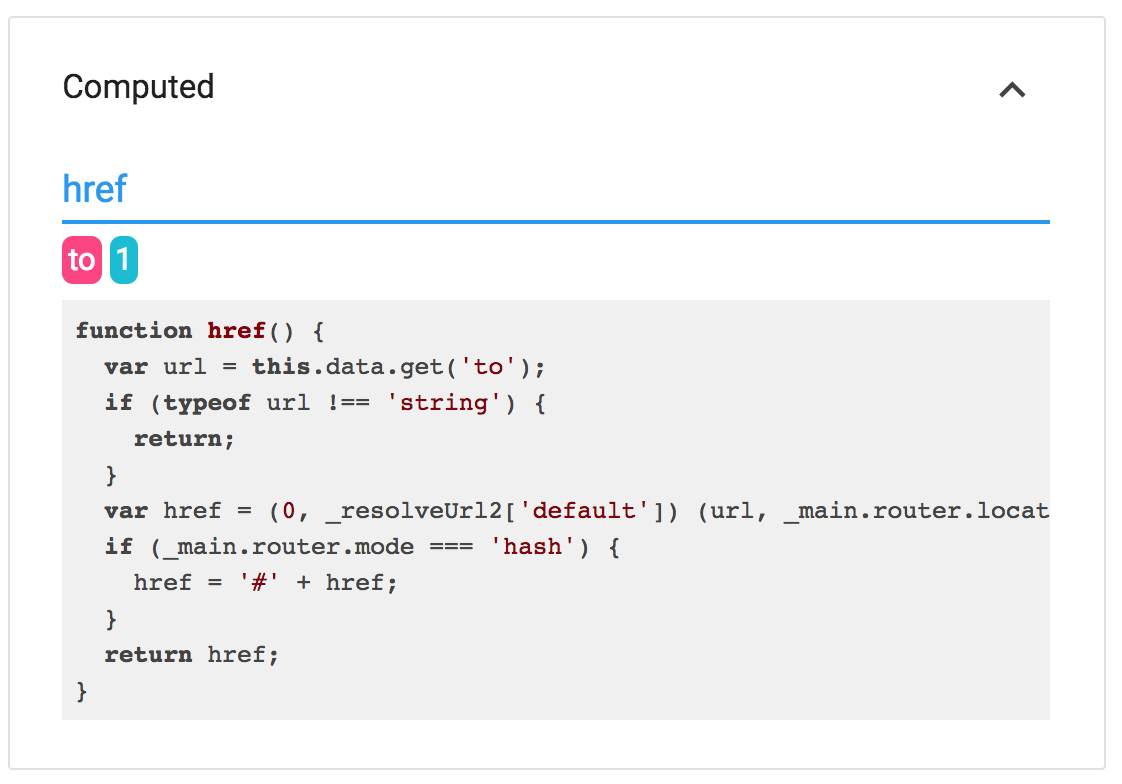 Computed
href
to 1
function href() {
  var url = this.data.get('to');
  if (typeof url !== 'string') {
    return;
  }
  var href = (0, _resolveUrl2['default']) (url, _main.router.locat
  if (_main.router.mode === 'hash') {
    href = '#' + href;
  }
  return href;
}